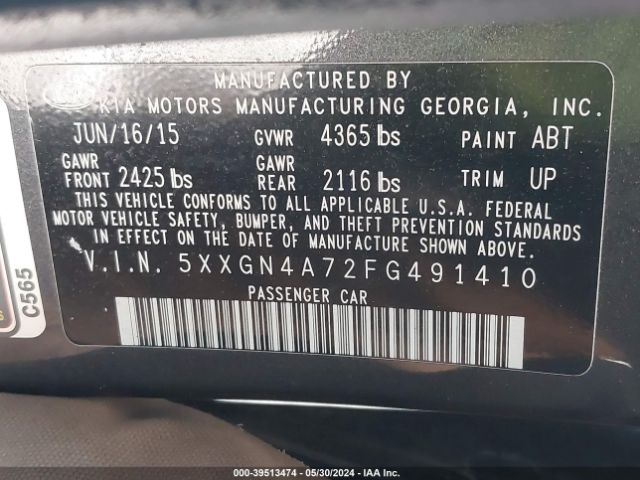 MANUFACTURED BY
KIA MOTORS MANUFACTURING GEORGIA, INC.
JUN/16/15 GVWR 4365 lbs PAINT ABT
GAWR FRONT 2425 lbs GAWR REAR 2116 lbs TRIM UP
THIS VEHICLE CONFORMS TO ALL APPLICABLE U.S.A. FEDERAL
MOTOR VEHICLE SAFETY, BUMPER, AND THEFT PREVENTION STANDARDS
IN EFFECT ON THE DATE OF MANUFACTURE SHOWN ABOVE.
V.I.N. 5XXGN4A72FG491410
PASSENGER CAR
C565
000-39513474 - 05/30/2024 - IAA Inc.